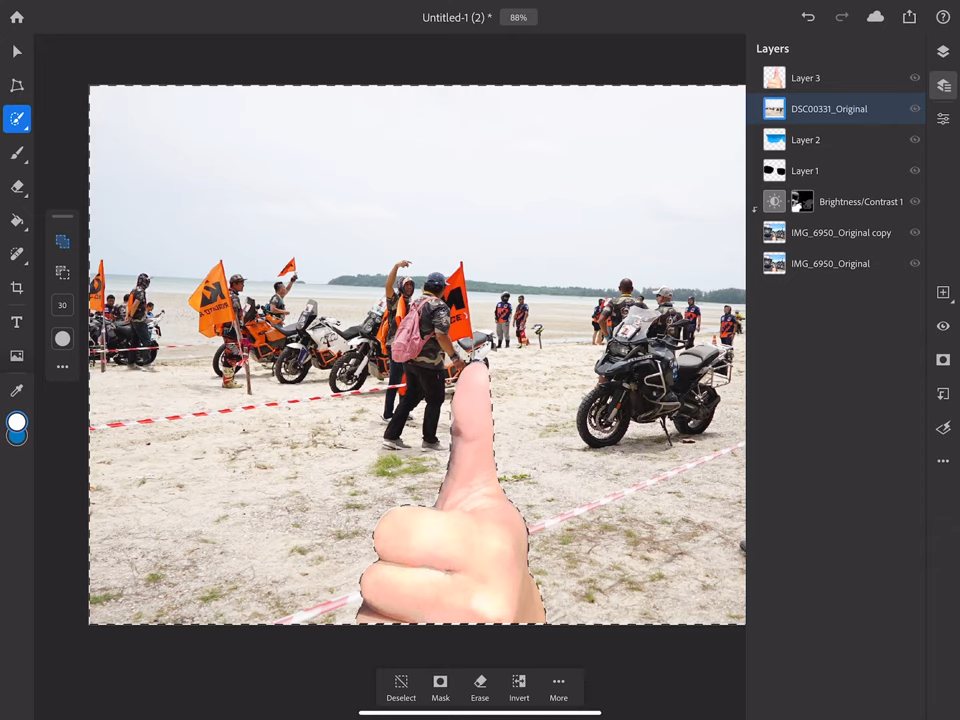 Untitled-1 (2) *
88%
Layers
Layer 3
DSC00331_Original
Layer 2
Layer 1
Brightness/Contrast 1
IMG_6950_Original copy
IMG_6950_Original
30
T
Deselect
Mask
Erase
Invert
More